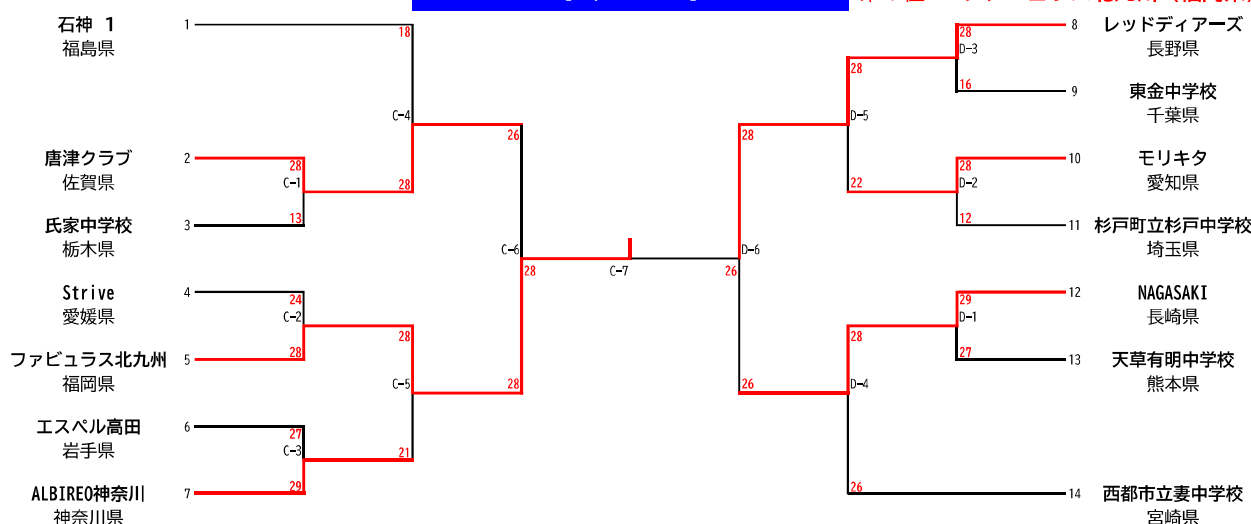 石神 1
福島県
1
18
C-4
唐津クラブ
佐賀県
2
28
C-1
28
13
氏家中学校
栃木県
3
26
C-6
Strive
愛媛県
4
24
C-2
28
28
ファビュラス北九州
福岡県
5
C-5
28
エスペル高田
岩手県
6
27
C-3
21
29
ALBIREO神奈川
神奈川県
7
28
C-7
26
28
D-3
8
レッドディアーズ
長野県
28
16
9
東金中学校
千葉県
D-5
28
28
10
モリキタ
愛知県
22
D-2
12
11
杉戸町立杉戸中学校
埼玉県
D-6
29
12
NAGASAKI
長崎県
28
D-1
27
13
天草有明中学校
熊本県
26
D-4
26
14
西都市立妻中学校
宮崎県